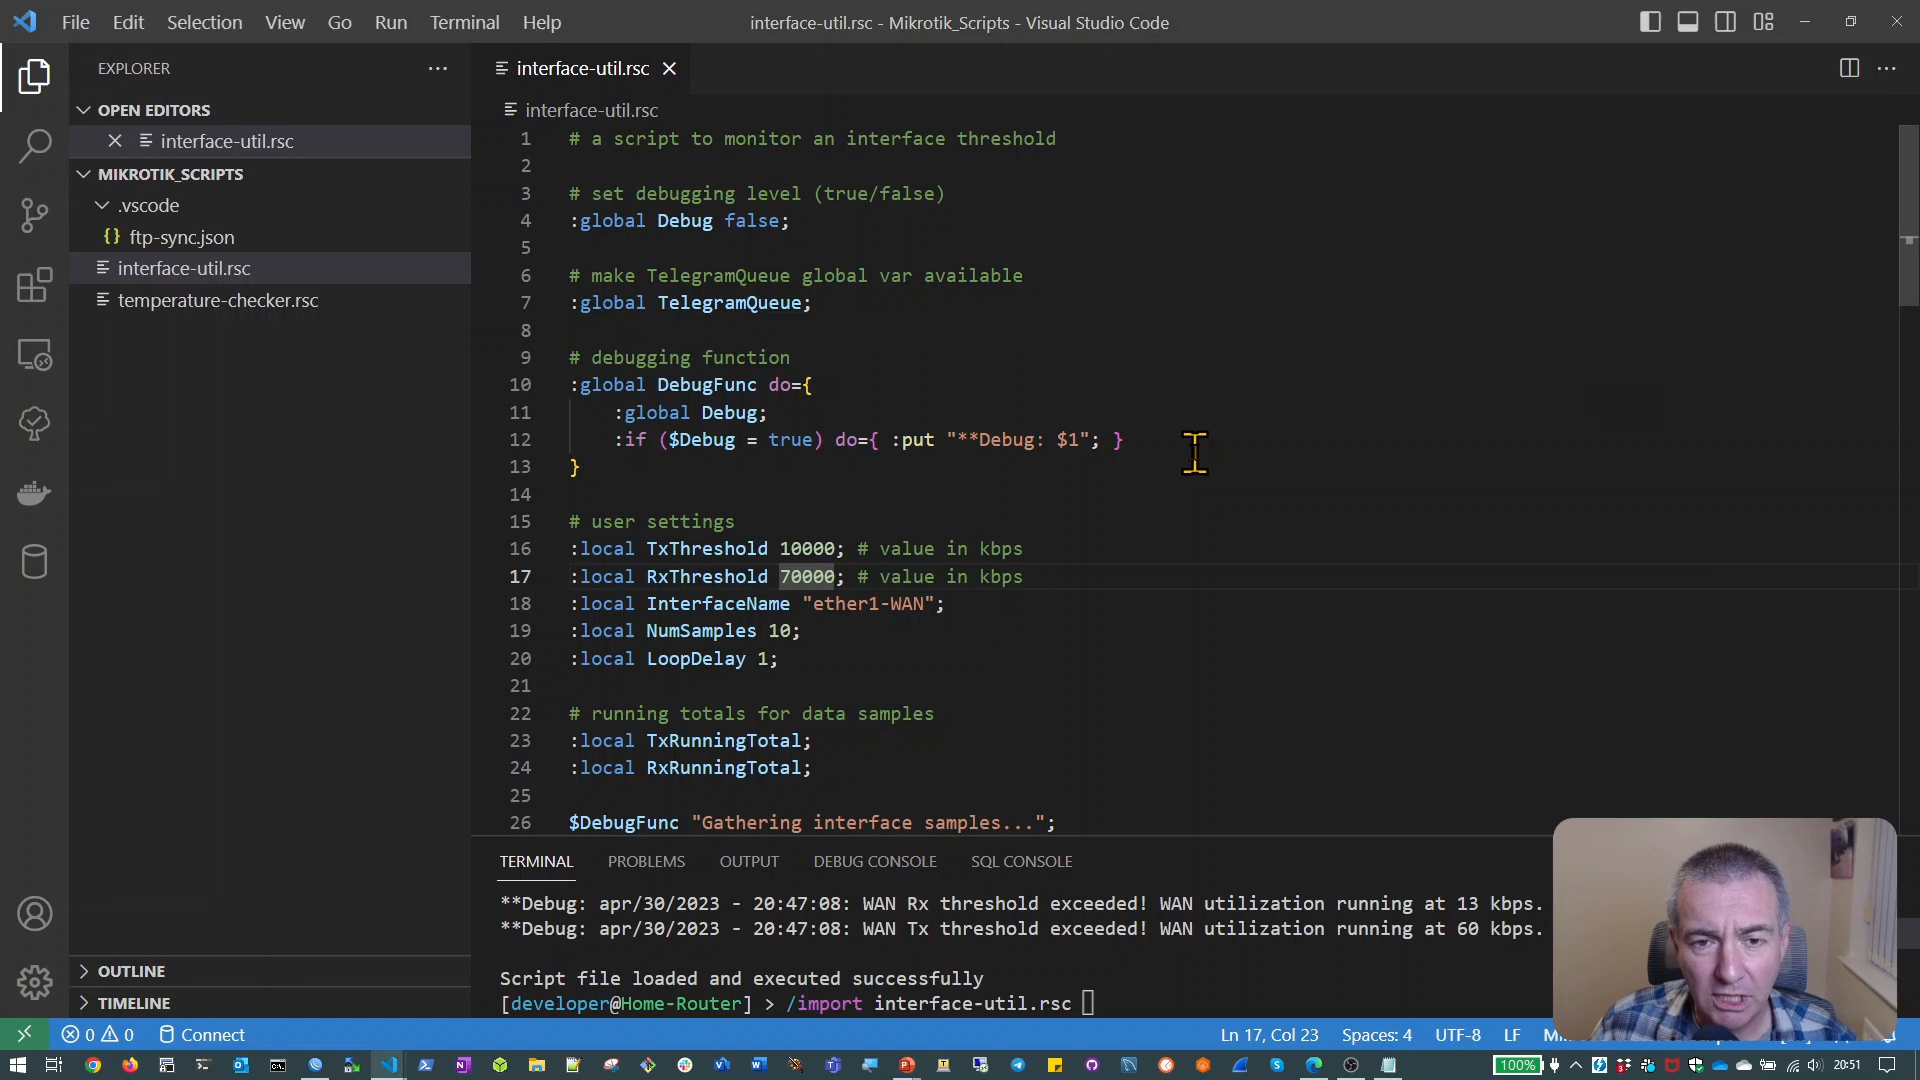 File Edit Selection View Go Run Terminal Help
interface-util.rsc - Mikrotik_Scripts - Visual Studio Code
EXPLORER
OPEN EDITORS
interface-util.rsc
MIKROTIK_SCRIPTS
.vscode
{} ftp-sync.json
interface-util.rsc
temperature-checker.rsc
OUTLINE
TIMELINE
interface-util.rsc
interface-util.rsc
1 # a script to monitor an interface threshold
2
3 # set debugging level (true/false)
4 :global Debug false;
5
6 # make TelegramQueue global var available
7 :global TelegramQueue;
8
9 # debugging function
10 :global DebugFunc do={
11 :global Debug;
12 :if ($Debug = true) do={ :put "**Debug: $1"; }
13 }
14
15 # user settings
16 :local TxThreshold 10000; # value in kbps
17 :local RxThreshold 70000; # value in kbps
18 :local InterfaceName "ether1-WAN";
19 :local NumSamples 10;
20 :local LoopDelay 1;
21
22 # running totals for data samples
23 :local TxRunningTotal;
24 :local RxRunningTotal;
25
26 $DebugFunc "Gathering interface samples...";
TERMINAL PROBLEMS OUTPUT DEBUG CONSOLE SQL CONSOLE
**Debug: apr/30/2023 - 20:47:08: WAN Rx threshold exceeded! WAN utilization running at 13 kbps.
**Debug: apr/30/2023 - 20:47:08: WAN Tx threshold exceeded! WAN utilization running at 60 kbps.
Script file loaded and executed successfully
[developer@Home-Router] > /import interface-util.rsc
0 0 Connect
Ln 17, Col 23 Spaces: 4 UTF-8 LF
100% 20:51